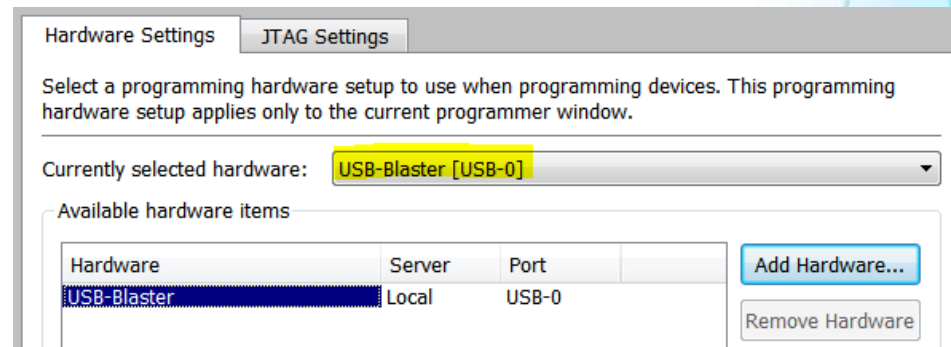 Hardware Settings JTAG Settings
Select a programming hardware setup to use when programming devices. This programming
hardware setup applies only to the current programmer window.
Currently selected hardware: USB-Blaster [USB-0]
Available hardware items
Hardware Server Port
USB-Blaster Local USB-0
Add Hardware...
Remove Hardware